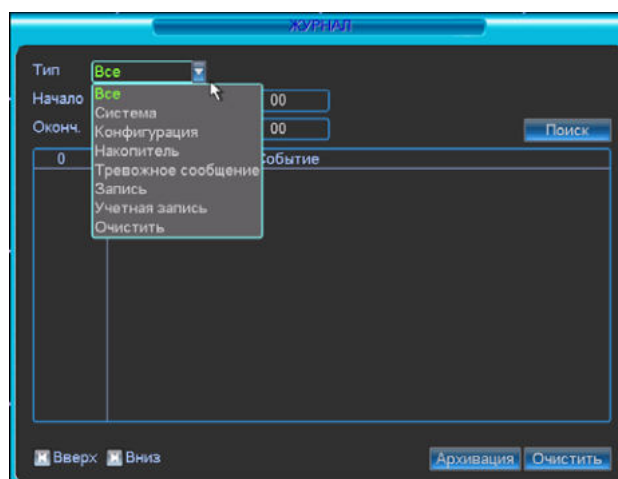 ЖУРНАЛ
Тип Все
Начало 00
Оконч. 00
Поиск
0 Событие
Все
Система
Конфигурация
Накопитель
Тревожное сообщение
Запись
Учетная запись
Очистить
Вверх Вниз Архивация Очистить